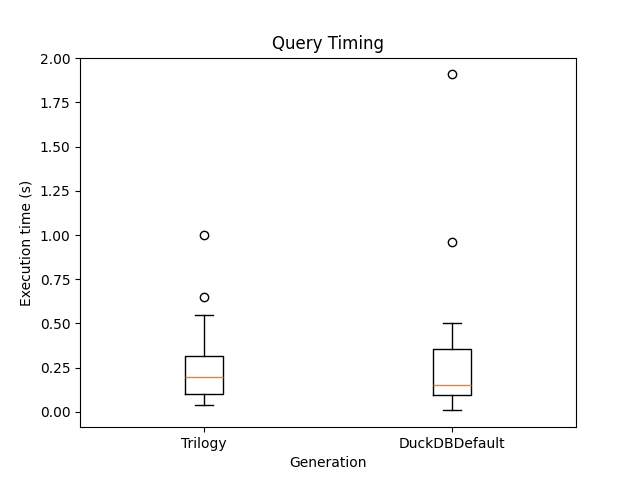 Query Timing
2.00
1.75
1.50
1.25
1.00
0.75
0.50
0.25
0.00
Execution time (s)
Trilogy
DuckDBDefault
Generation